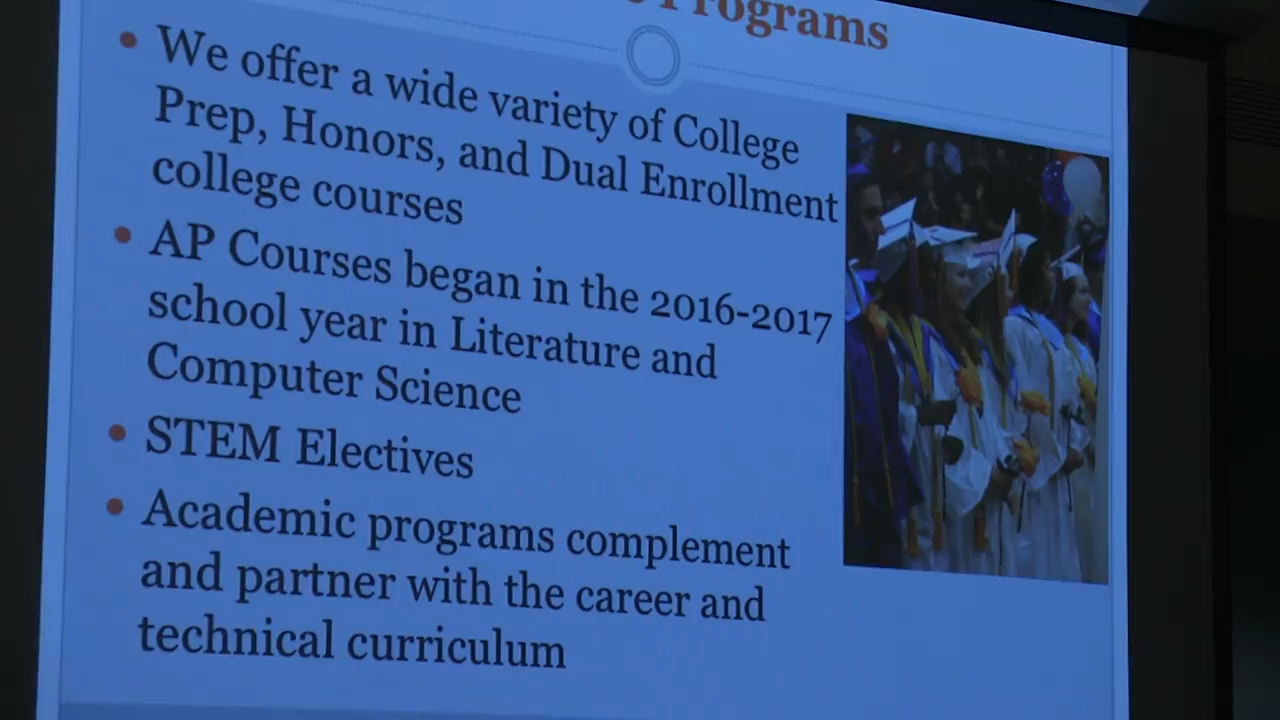 Programs
We offer a wide variety of College
Prep, Honors, and Dual Enrollment
college courses
AP Courses began in the 2016-2017
school year in Literature and
Computer Science
STEM Electives
Academic programs complement
and partner with the career and
technical curriculum